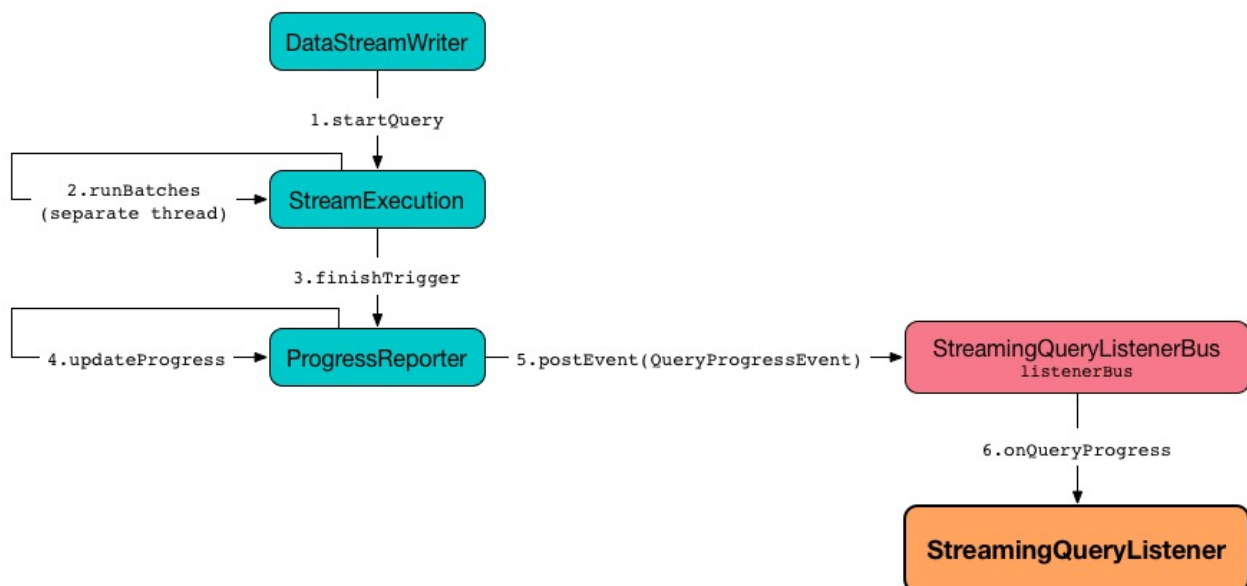 DataStreamWriter
1.startQuery
2.runBatches
(separate thread)
StreamExecution
3.finishTrigger
4.updateProgress
ProgressReporter
5.postEvent(QueryProgressEvent)
StreamingQueryListenerBus
listenerBus
6.onQueryProgress
StreamingQueryListener